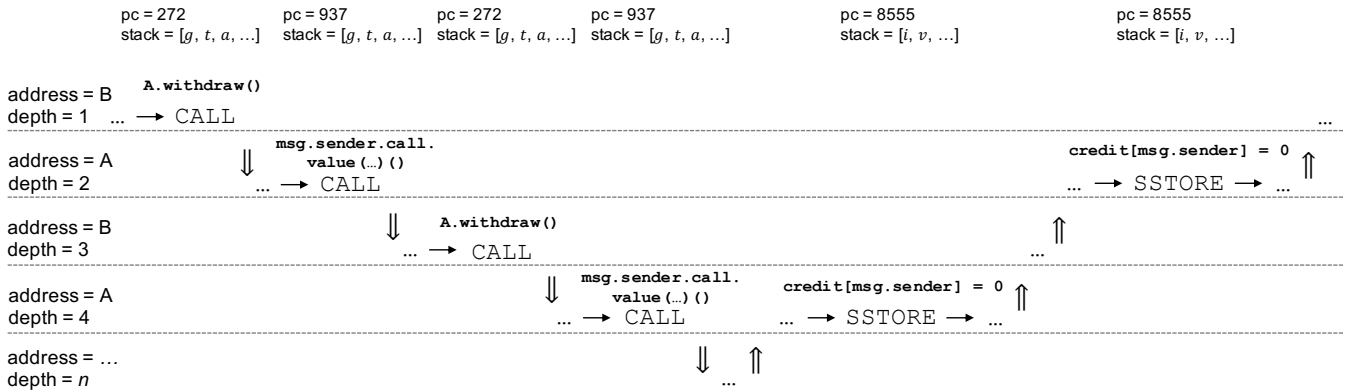 pc = 272 pc = 937 pc = 272 pc = 937 pc = 8555 pc = 8555
stack = [g, t, a, …] stack = [g, t, a, …] stack = [g, t, a, …] stack = [g, t, a, …] stack = [i, v, …] stack = [i, v, …]
A.withdraw()
address = B
depth = 1 … → CALL …
msg.sender.call.
value(…)() credit[msg.sender] = 0
address = A ⇓ ⇑
depth = 2 … → CALL … → SSTORE → …
address = B ⇓ A.withdraw() ⇑
depth = 3 … → CALL …
msg.sender.call.
value(…)() credit[msg.sender] = 0
address = A ⇓ ⇑
depth = 4 … → CALL … → SSTORE → …
address = … ⇓ ⇑
depth = n …